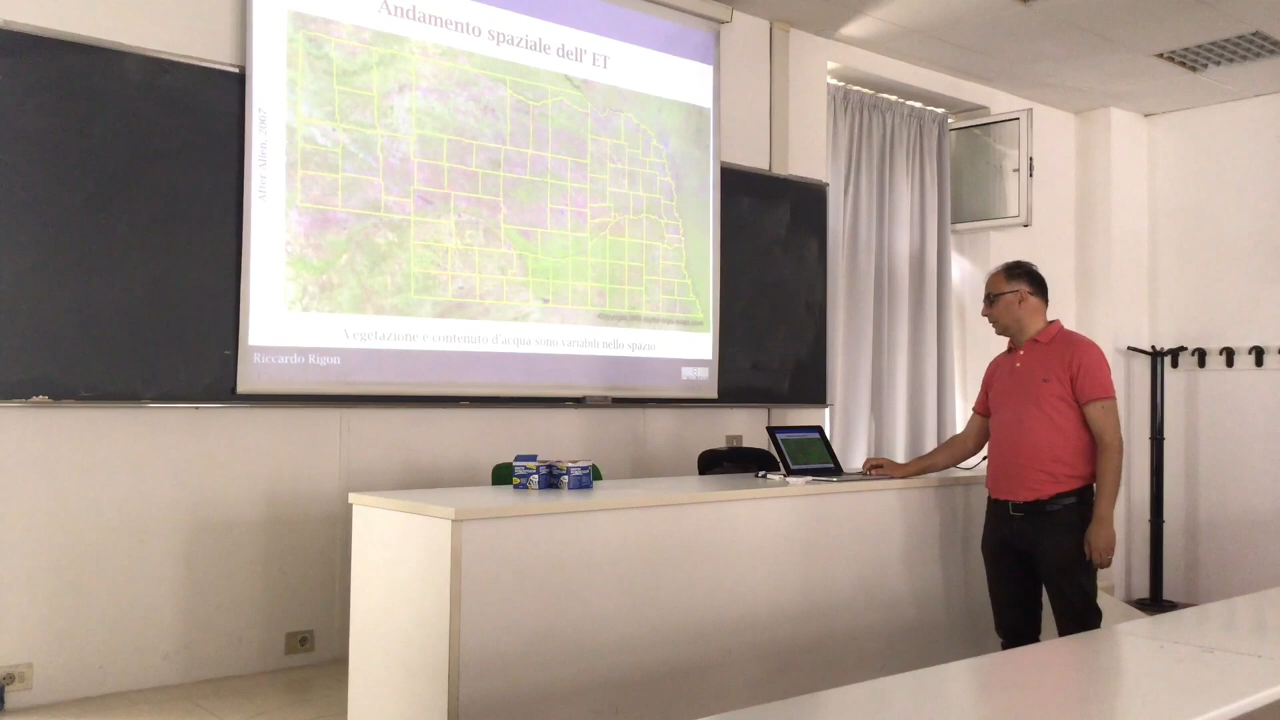 Andamento spaziale dell' ET
After Allen, 2007
Vegetazione e contenuto d'acqua sono variabili nello spazio
Riccardo Rigon